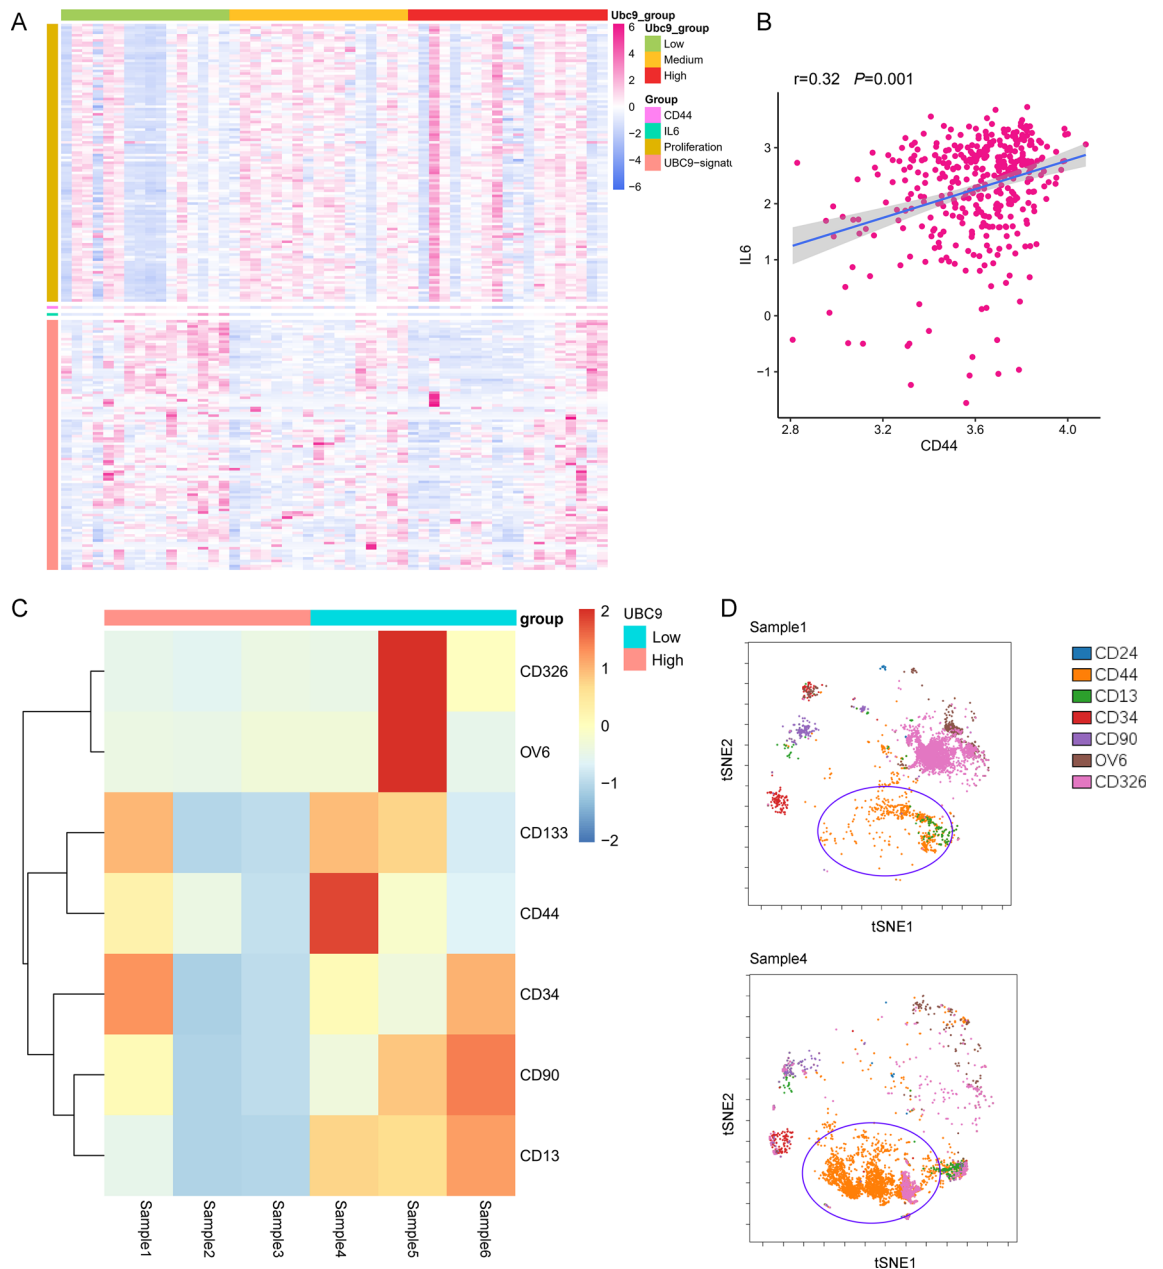 A
Ubc9_group
6
4
2
0
−2
−4
−6
Ubc9_group
Low
Medium
High
Group
CD44
IL6
Proliferation
UBC9−signatu
B
r=0.32 P=0.001
IL6
3
2
1
0
−1
2.8 3.2 3.6 4.0
CD44
C
group
2
1
0
−1
−2
UBC9
Low
High
CD326
OV6
CD133
CD44
CD34
CD90
CD13
Sample1
Sample2
Sample3
Sample4
Sample5
Sample6
D
Sample1
tSNE2
tSNE1
CD24
CD44
CD13
CD34
CD90
OV6
CD326
Sample4
tSNE2
tSNE1